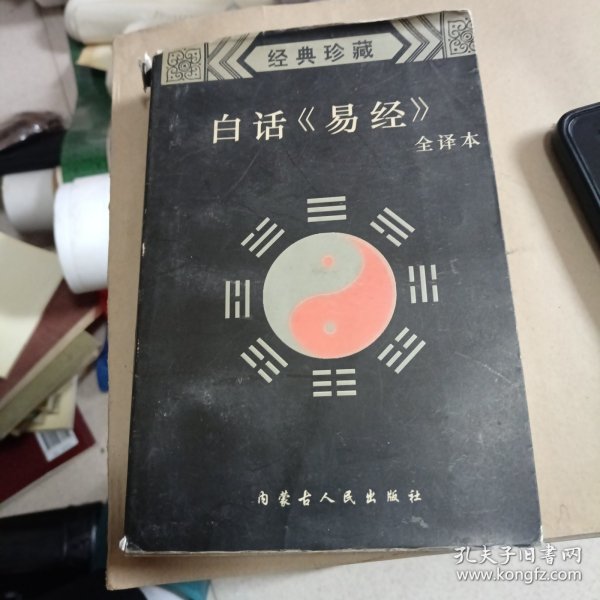 经典珍藏
白话《易经》
全译本
内蒙古人民出版社
孔夫子旧书网
www.kongfz.com